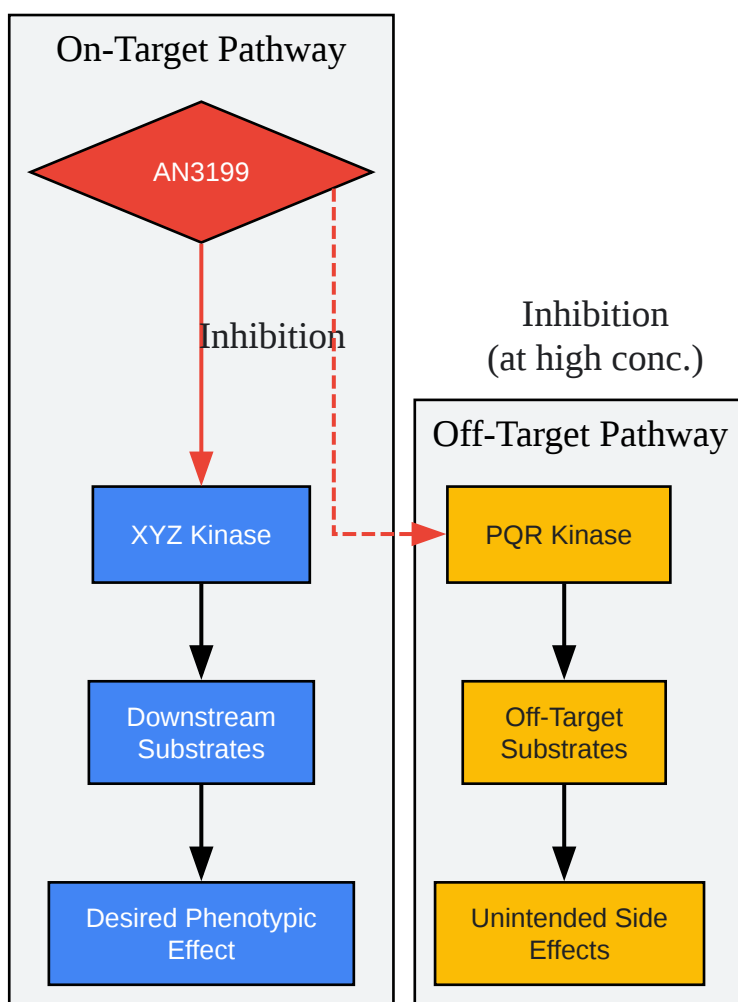 On-Target Pathway
AN3199
Inhibition
XYZ Kinase
Downstream
Substrates
Desired Phenotypic
Effect
Inhibition
(at high conc.)
Off-Target Pathway
PQR Kinase
Off-Target
Substrates
Unintended Side
Effects